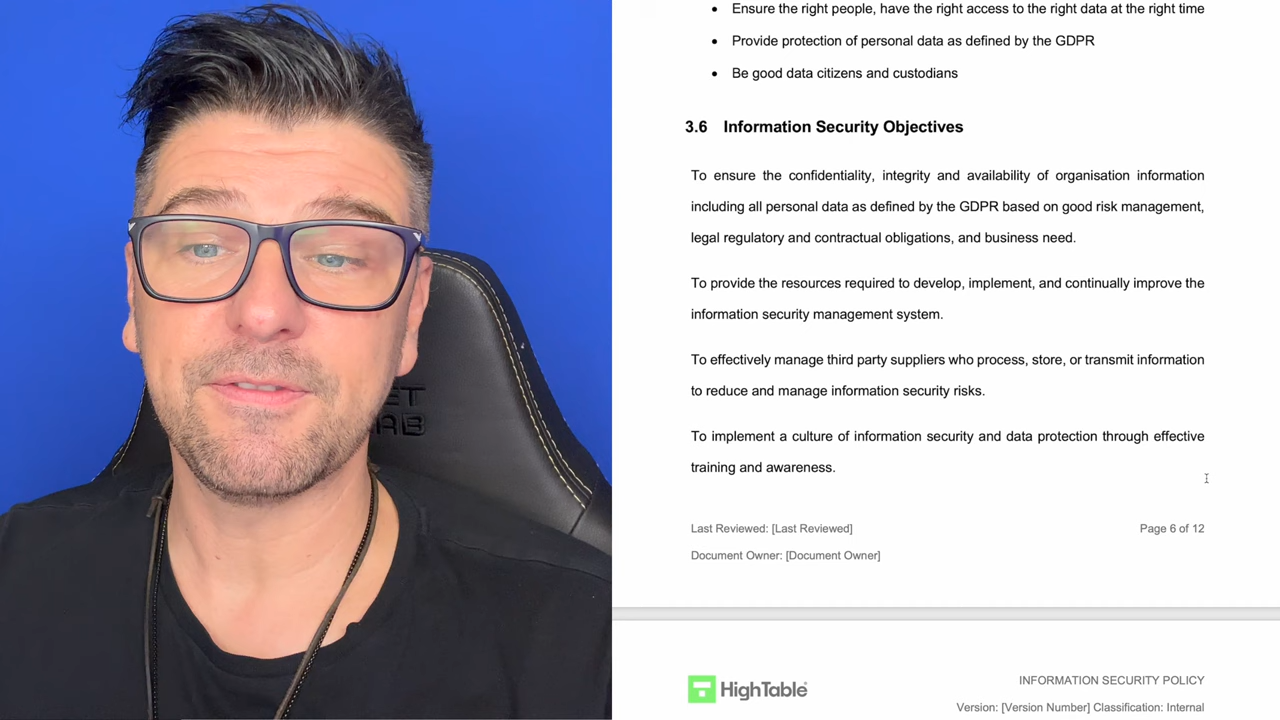 • Ensure the right people, have the right access to the right data at the right time
• Provide protection of personal data as defined by the GDPR
• Be good data citizens and custodians
3.6 Information Security Objectives
To ensure the confidentiality, integrity and availability of organisation information
including all personal data as defined by the GDPR based on good risk management,
legal regulatory and contractual obligations, and business need.
To provide the resources required to develop, implement, and continually improve the
information security management system.
To effectively manage third party suppliers who process, store, or transmit information
to reduce and manage information security risks.
To implement a culture of information security and data protection through effective
training and awareness.
Last Reviewed: [Last Reviewed] Page 6 of 12
Document Owner: [Document Owner]
HighTable
INFORMATION SECURITY POLICY
Version: [Version Number] Classification: Internal